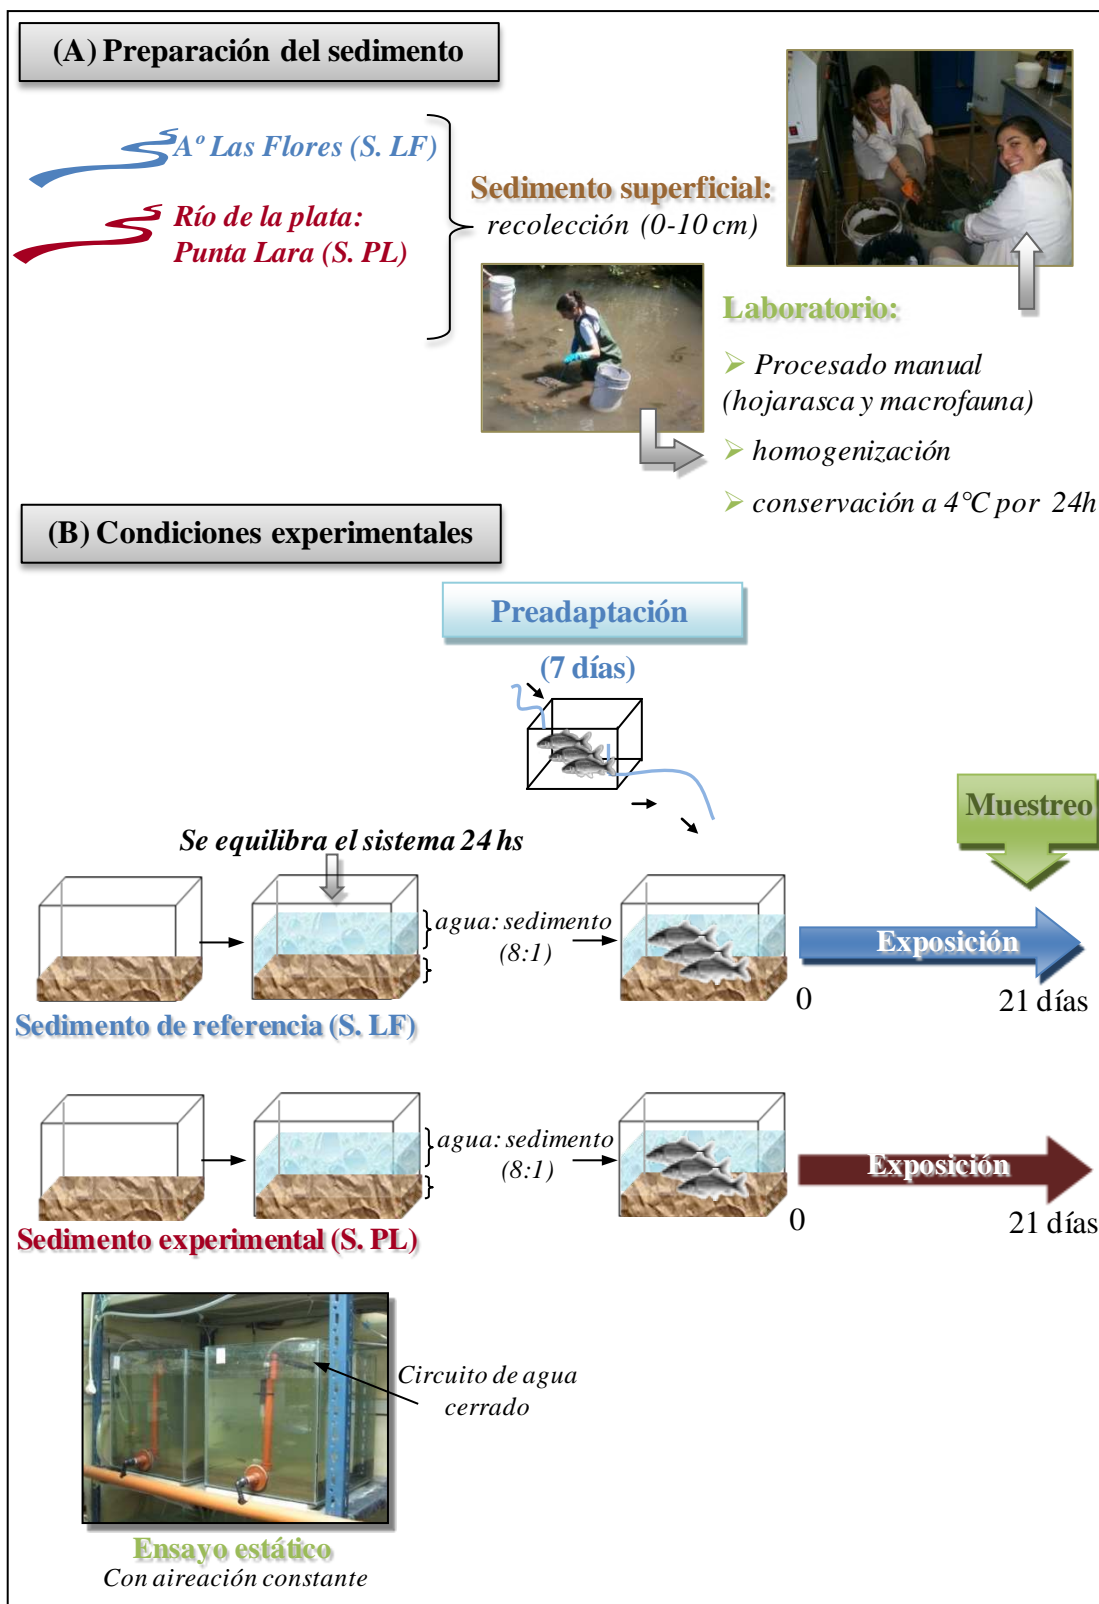 (A) Preparación del sedimento
Aº Las Flores (S. LF)
Río de la plata:
Punta Lara (S. PL)
Sedimento superficial:
recolección (0-10 cm)
Laboratorio:
Procesado manual
(hojarasca y macrofauna)
homogenización
conservación a 4°C por 24h
(B) Condiciones experimentales
Preadaptación
(7 días)
Muestreo
Se equilibra el sistema 24 hs
agua: sedimento
(8:1)
Exposición
0
21 días
Sedimento de referencia (S. LF)
agua: sedimento
(8:1)
Exposición
0
21 días
Sedimento experimental (S. PL)
Circuito de agua
cerrado
Ensayo estático
Con aireación constante